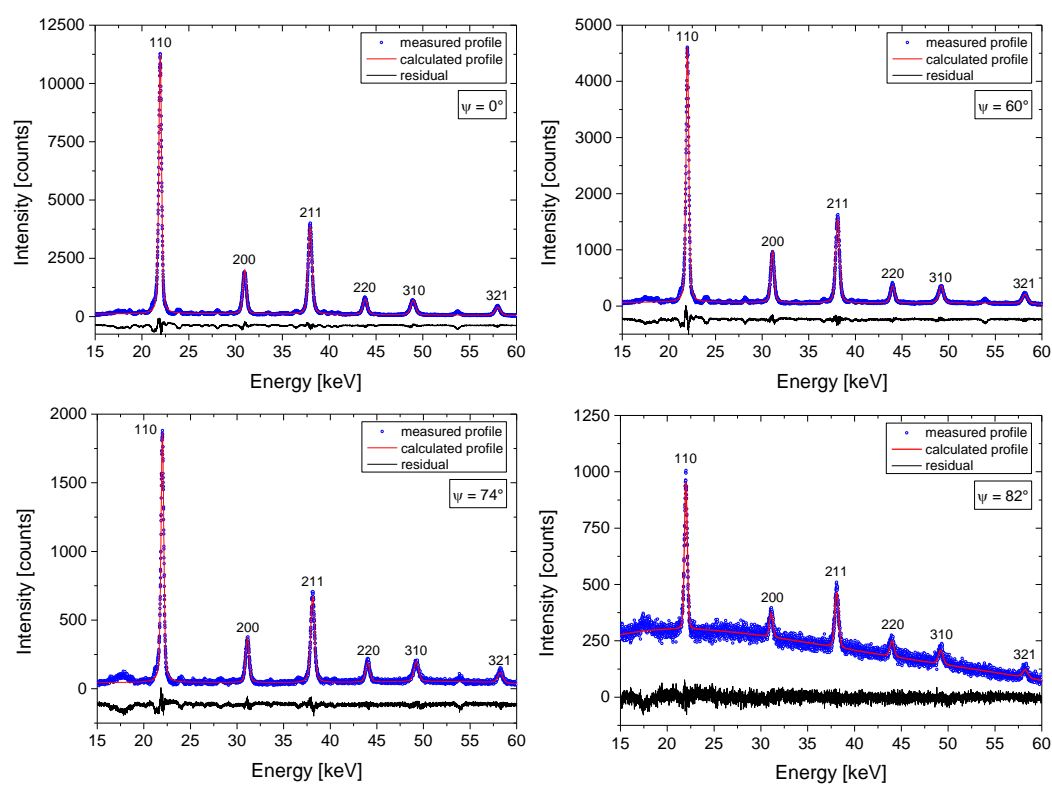 12500
10000
7500
5000
2500
0
Intensity [counts]
110
200
211
220
310
321
measured profile
calculated profile
residual
ψ = 0°
15 20 25 30 35 40 45 50 55 60
Energy [keV]
5000
4000
3000
2000
1000
0
Intensity [counts]
110
200
211
220
310
321
measured profile
calculated profile
residual
ψ = 60°
15 20 25 30 35 40 45 50 55 60
Energy [keV]
2000
1500
1000
500
0
Intensity [counts]
110
200
211
220
310
321
measured profile
calculated profile
residual
ψ = 74°
15 20 25 30 35 40 45 50 55 60
Energy [keV]
1250
1000
750
500
250
0
Intensity [counts]
110
200
211
220
310
321
measured profile
calculated profile
residual
ψ = 82°
15 20 25 30 35 40 45 50 55 60
Energy [keV]